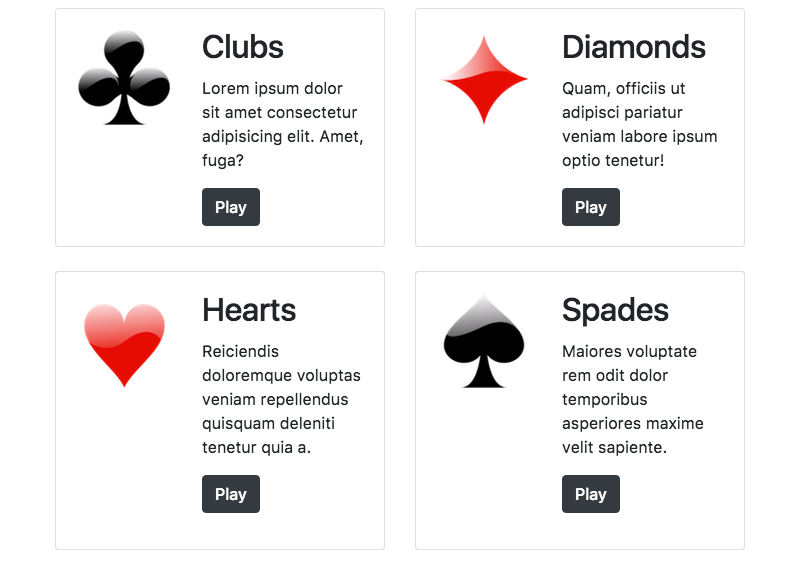 Clubs
Lorem ipsum dolor
sit amet consectetur
adipisicing elit. Amet,
fuga?
Play
Diamonds
Quam, officiis ut
adipisci pariatur
veniam labore ipsum
optio tenetur!
Play
Hearts
Reiciendis
doloremque voluptas
veniam repellendus
quisquam deleniti
tenetur quia a.
Play
Spades
Maiores voluptate
rem odit dolor
temporibus
asperiores maxime
velit sapiente.
Play